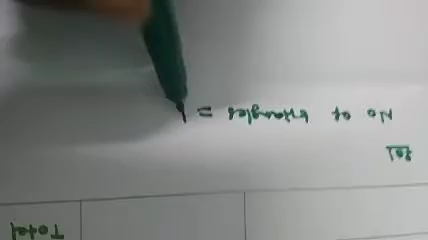 Total
Sol
No of triangles =